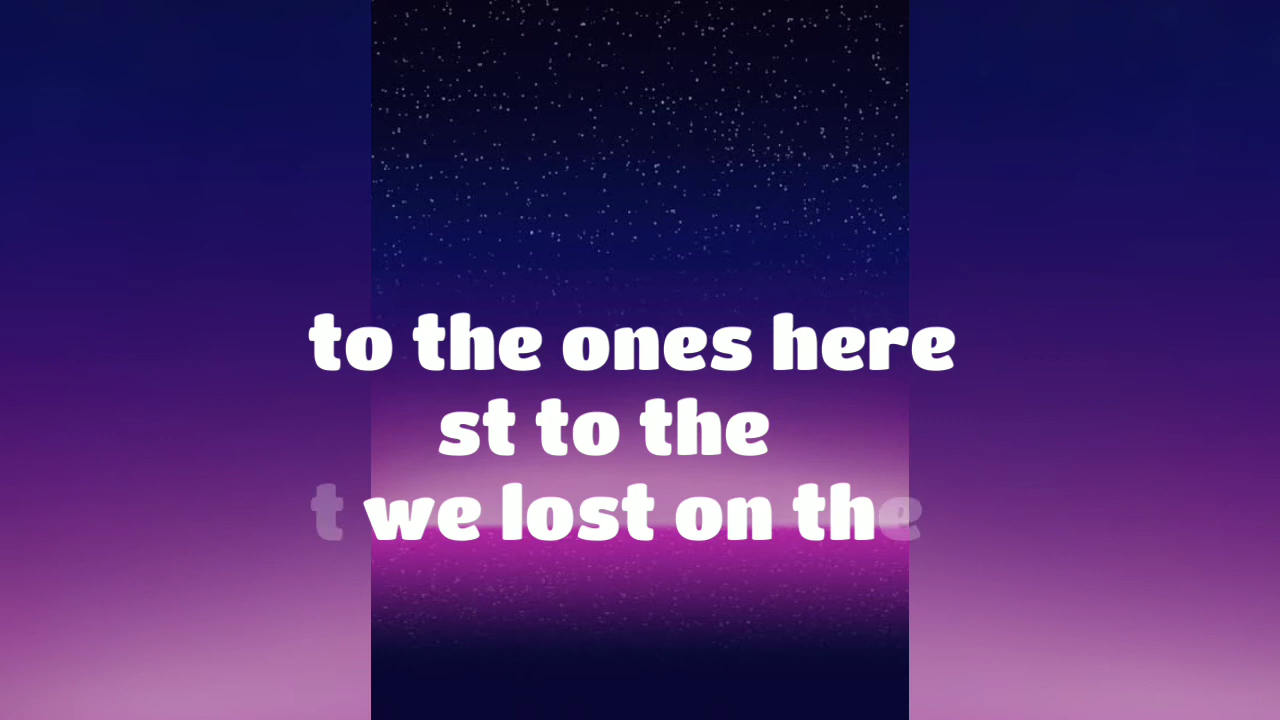 to the ones here
st to the
t we lost on the